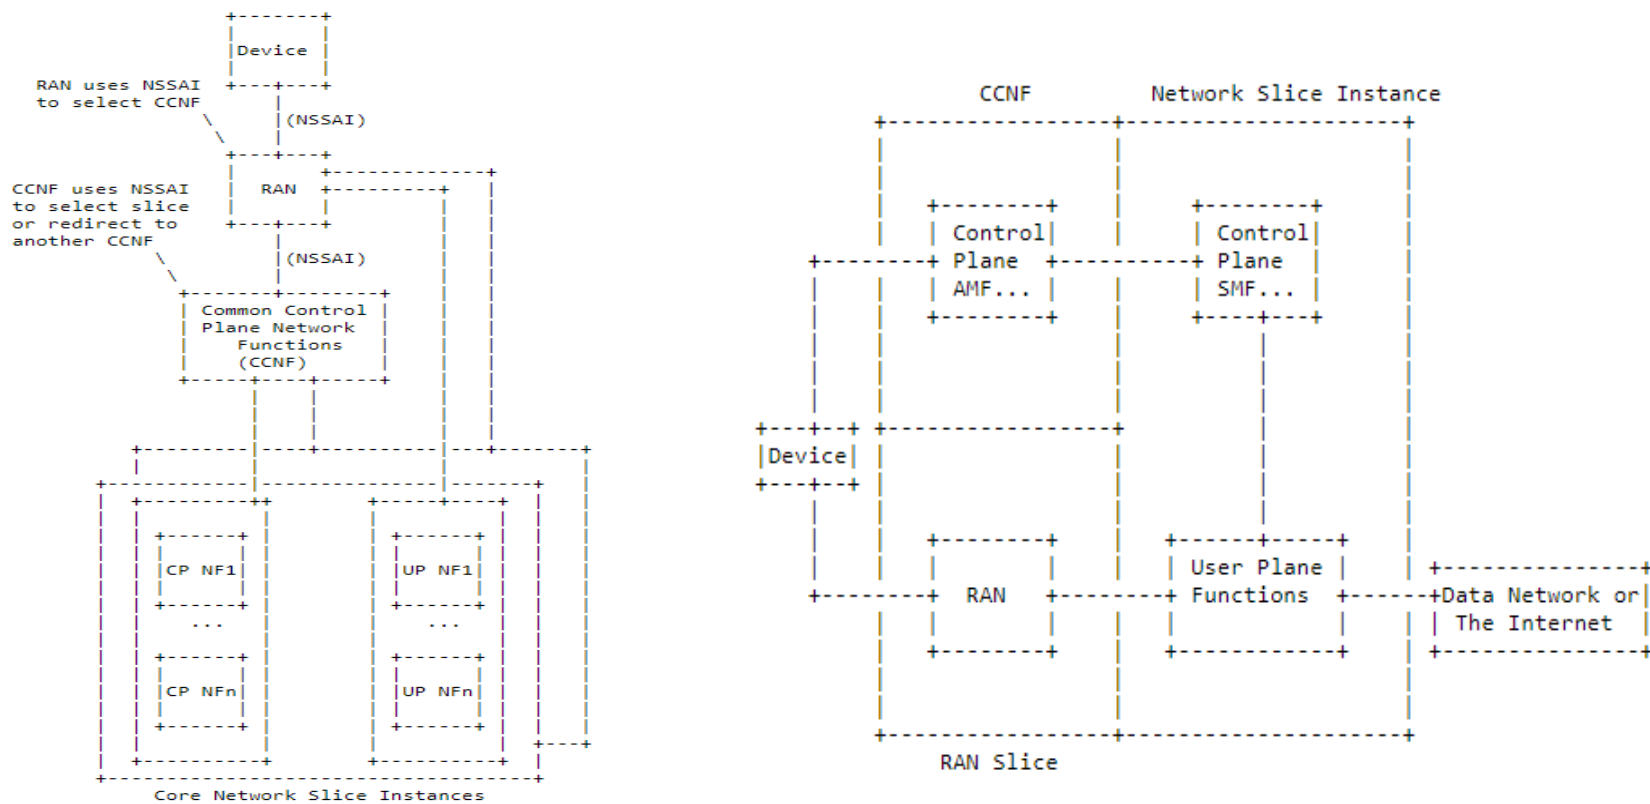 Device
RAN uses NSSAI
to select CCNF
(NSSAI)
RAN
CCNF uses NSSAI
to select slice
or redirect to
another CCNF
(NSSAI)
Common Control
Plane Network
Functions
(CCNF)
CP NF1
UP NF1
...
...
CP NFn
UP NFn
Core Network Slice Instances
CCNF
Network Slice Instance
Control
Plane
AMF...
Control
Plane
SMF...
Device
RAN
User Plane
Functions
Data Network or
The Internet
RAN Slice